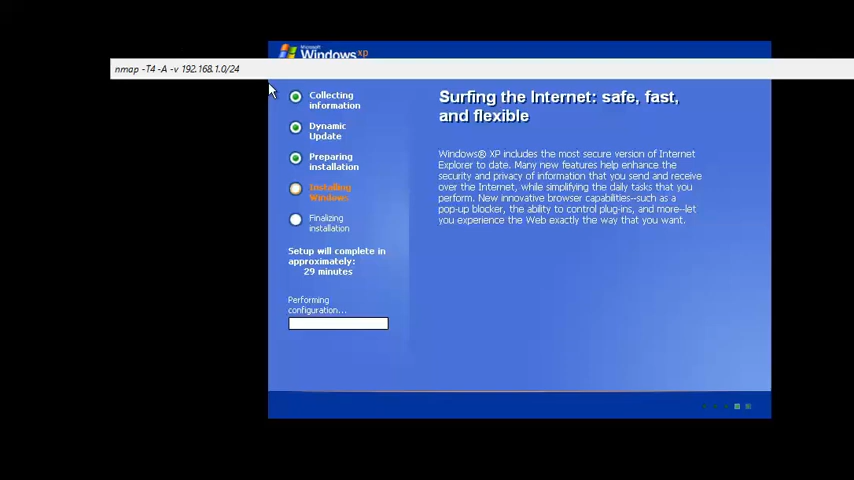 Microsoft
Windows xp
nmap -T4 -A -v 192.168.1.0/24
Collecting
information
Dynamic
Update
Preparing
installation
Installing
Windows
Finalizing
installation
Setup will complete in
approximately:
29 minutes
Performing
configuration...
Surfing the Internet: safe, fast,
and flexible
Windows® XP includes the most secure version of Internet
Explorer to date. Many new features help enhance the
security and privacy of information that you send and receive
over the Internet, while simplifying the daily tasks that you
perform. New innovative browser capabilities--such as a
pop-up blocker, the ability to control plug-ins, and more--let
you experience the Web exactly the way that you want.